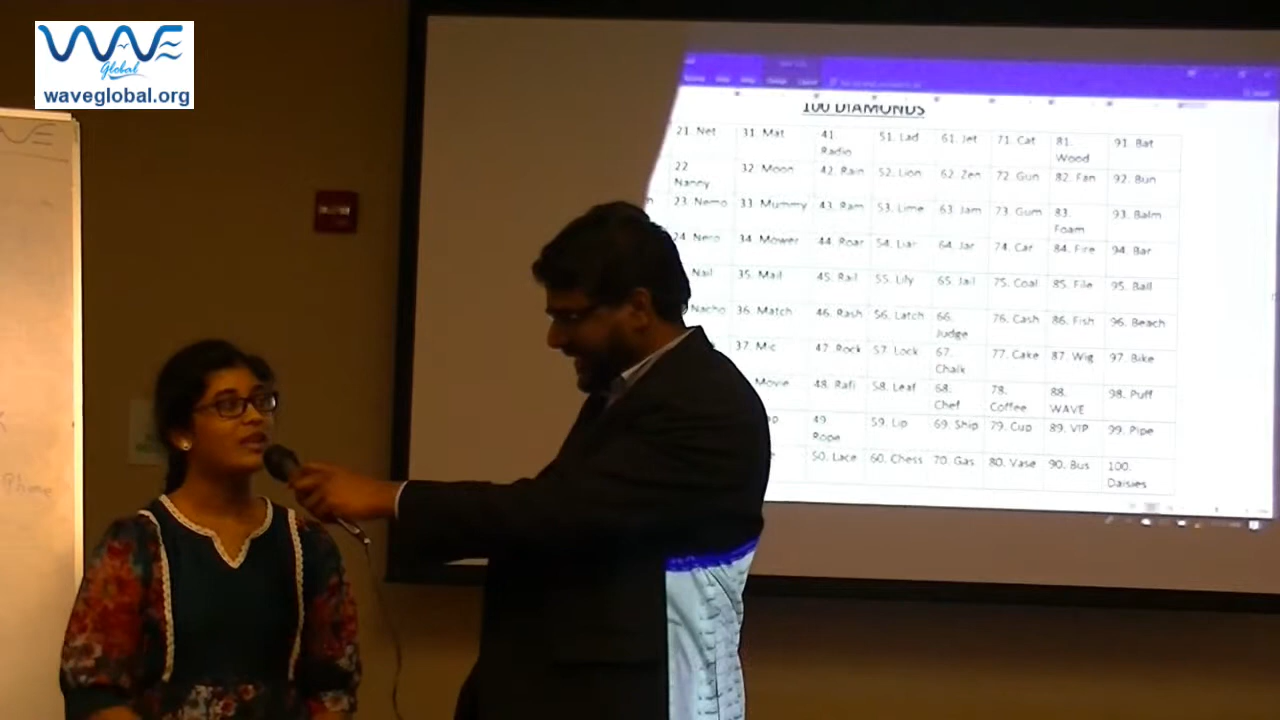 WAVE
Global
waveglobal.org
100 DIAMONDS
21. Net 31. Mat 41. Radio 51. Lad 61. Jet 71. Cat 81. Wood 91. Bat
22 Nanny 32. Moon 42. Rain 52. Lion 62. Zen 72. Gun 82. Fan 92. Bun
23. Nemo 33. Mummy 43. Ram 53. Lime 63. Jam 73. Gum 83. Foam 93. Balm
24. Nero 34. Mower 44. Roar 54. Liar 64. Jar 74. Car 84. Fire 94. Bar
Nail 35. Mail 45. Rail 55. Lily 65. Jail 75. Coal 85. File 95. Ball
Nacho 36. Match 46. Rash 56. Latch 66. Judge 76. Cash 86. Fish 96. Beach
37. Mic 47. Rock 57. Lock 67. Chalk 77. Cake 87. Wig 97. Bike
Movie 48. Rafi 58. Leaf 68. Chef 78. Coffee 88. WAVE 98. Puff
49. Rope 59. Lip 69. Ship 79. Cup 89. VIP 99. Pipe
50. Lace 60. Chess 70. Gas 80. Vase 90. Bus 100. Daisies
Phone